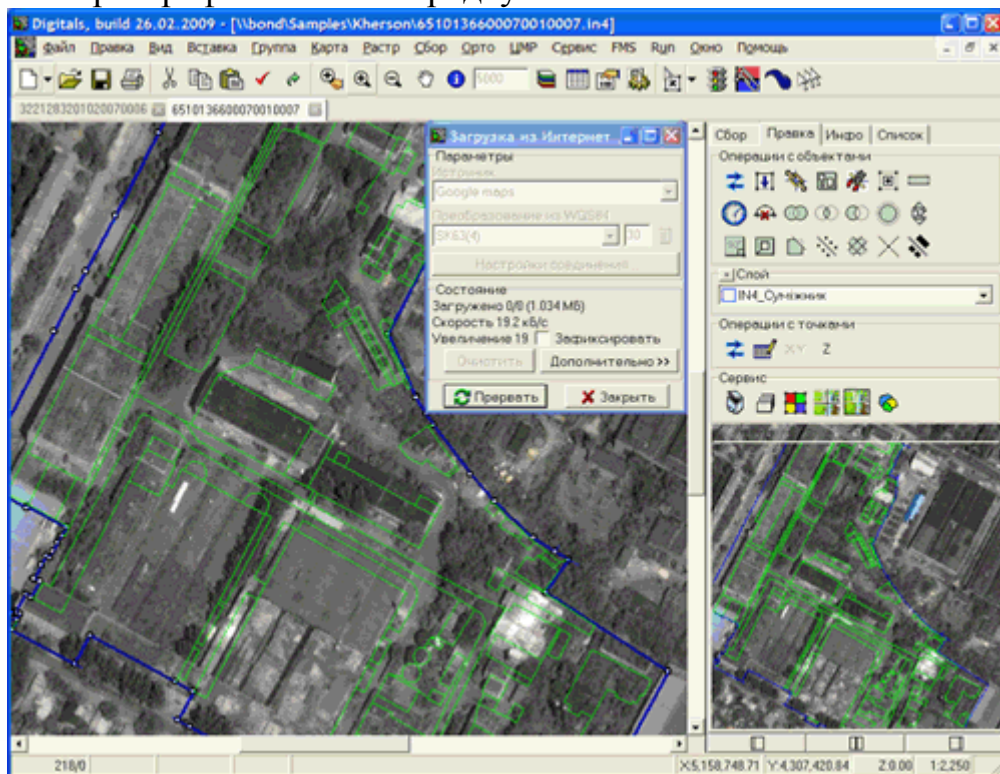 Digitals, build 26.02.2009 - [\\bond\Samples\Kherson\6510136600070010007.in4]
Файл Правка Вид Вставка Группа Карта Растр Сбор Орто ЦМР Сервис FMS Run Окно Помощь
5000
3221283201020070006 6510136600070010007
Загрузка из Интернет...
Параметры
Источник
Google maps
Преобразование из WGS84
SK63(4) 30
Настройки соединения...
Состояние
Загружено 0/0 (1.034 Мб)
Скорость 19.2 кб/с
Увеличение 19 Зафиксировать
Очистить Дополнительно >>
Прервать Закрыть
Сбор Правка Инфо Список
Операции с объектами
Слой
IN4_Суміжник
Операции с точками
XY Z
Сервис
218/0 X:5,158,748.71 Y:4,307,420.84 Z:0.00 1:2,250